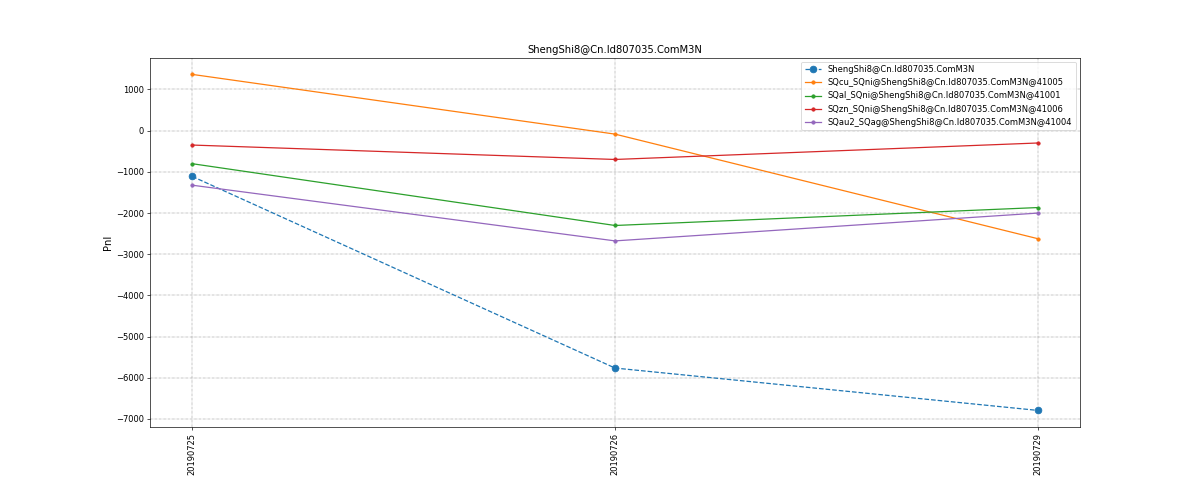 ShengShi8@Cn.Id807035.ComM3N
ShengShi8@Cn.Id807035.ComM3N
SQcu_SQni@ShengShi8@Cn.Id807035.ComM3N@41005
SQal_SQni@ShengShi8@Cn.Id807035.ComM3N@41001
SQzn_SQni@ShengShi8@Cn.Id807035.ComM3N@41006
SQau2_SQag@ShengShi8@Cn.Id807035.ComM3N@41004
1000
0
−1000
−2000
−3000
−4000
−5000
−6000
−7000
Pnl
20190725
20190726
20190729